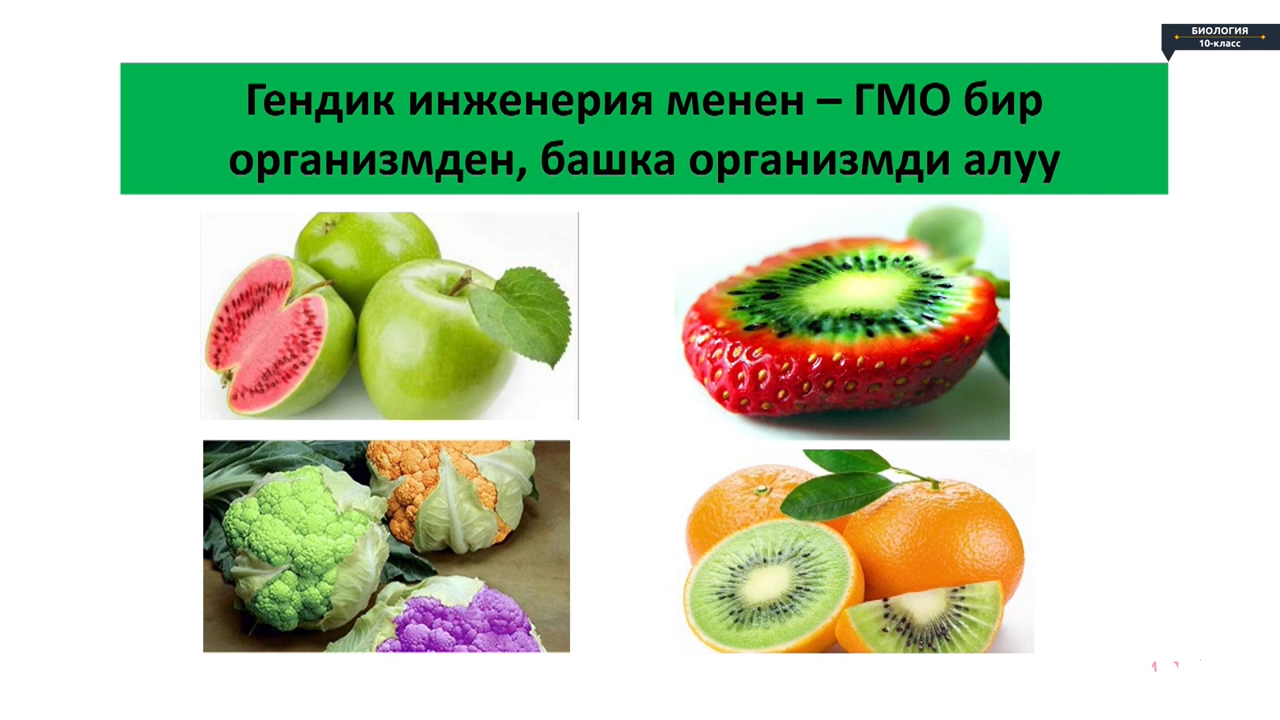 БИОЛОГИЯ
10-класс
Гендик инженерия менен – ГМО бир
организмден, башка организмди алуу